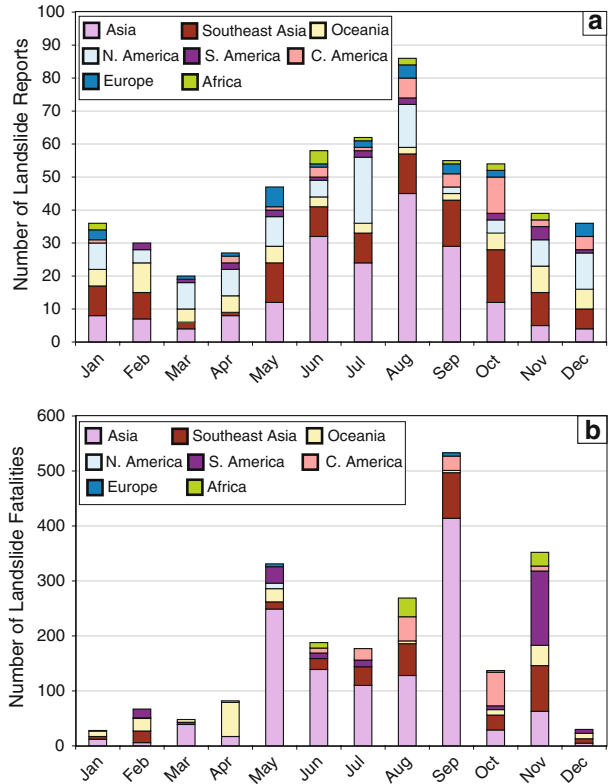 a
Asia Southeast Asia Oceania
N. America S. America C. America
Europe Africa
Number of Landslide Reports
100
90
80
70
60
50
40
30
20
10
0
Jan Feb Mar Apr May Jun Jul Aug Sep Oct Nov Dec
b
Asia Southeast Asia Oceania
N. America S. America C. America
Europe Africa
Number of Landslide Fatalities
600
500
400
300
200
100
0
Jan Feb Mar Apr May Jun Jul Aug Sep Oct Nov Dec